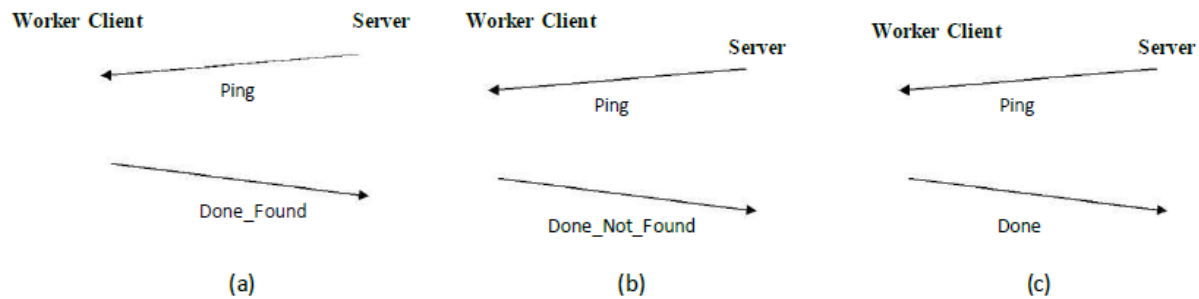 Worker Client Server
Ping
Done_Found
(a)
Worker Client
Server
Ping
Done_Not_Found
(b)
Worker Client
Server
Ping
Done
(c)